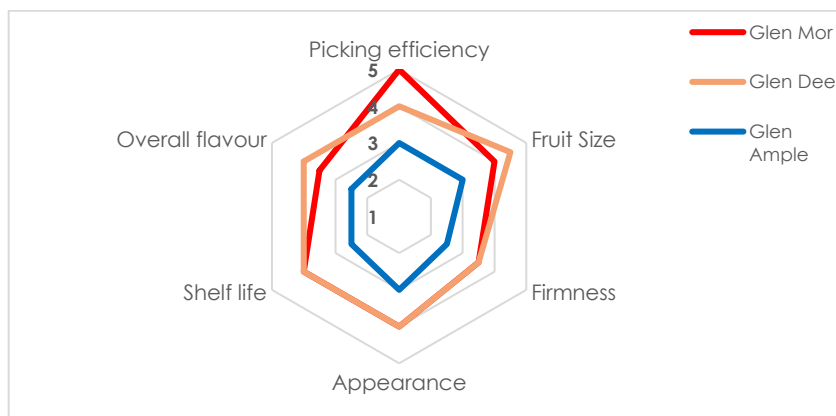 Picking efficiency
Glen Mor
5
Glen Dee
4
Overall flavour
3
Fruit Size
Glen
Ample
2
1
Shelf life
Firmness
Appearance